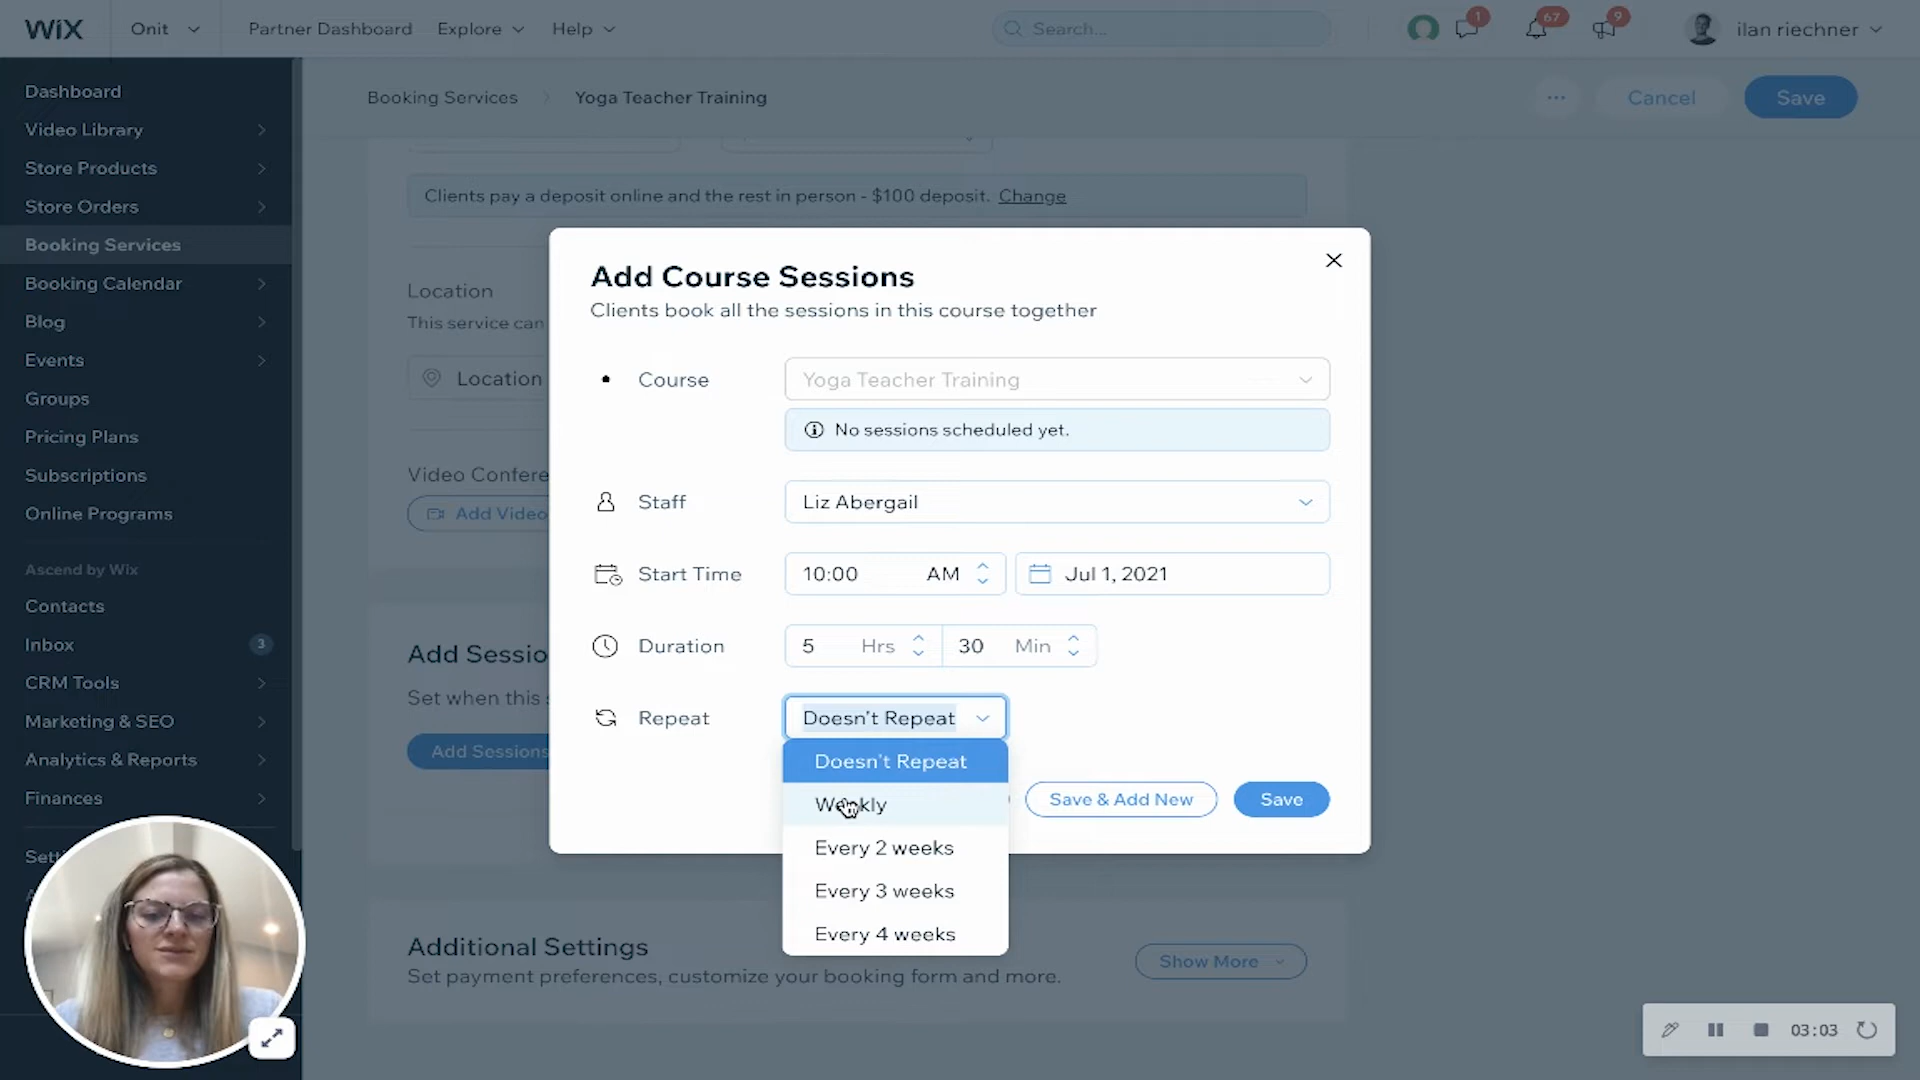 WiX
Onit
Partner Dashboard
Explore
Help
Search...
1
67
9
ilan riechner
Dashboard
Video Library
Store Products
Store Orders
Booking Services
Booking Calendar
Blog
Events
Groups
Pricing Plans
Subscriptions
Online Programs
Ascend by Wix
Contacts
Inbox 3
CRM Tools
Marketing & SEO
Analytics & Reports
Finances
Booking Services > Yoga Teacher Training
... Cancel Save
Clients pay a deposit online and the rest in person - $100 deposit. Change
Location
This service can
Location
Video Confere
Add Video
Add Sessio
Set when this
Add Sessions
Additional Settings
Set payment preferences, customize your booking form and more.
Show More
Add Course Sessions
Clients book all the sessions in this course together
Course Yoga Teacher Training
No sessions scheduled yet.
Staff Liz Abergail
Start Time 10:00 AM Jul 1, 2021
Duration 5 Hrs 30 Min
Repeat Doesn't Repeat
Doesn't Repeat
Weekly
Every 2 weeks
Every 3 weeks
Every 4 weeks
Save & Add New
Save
03:03